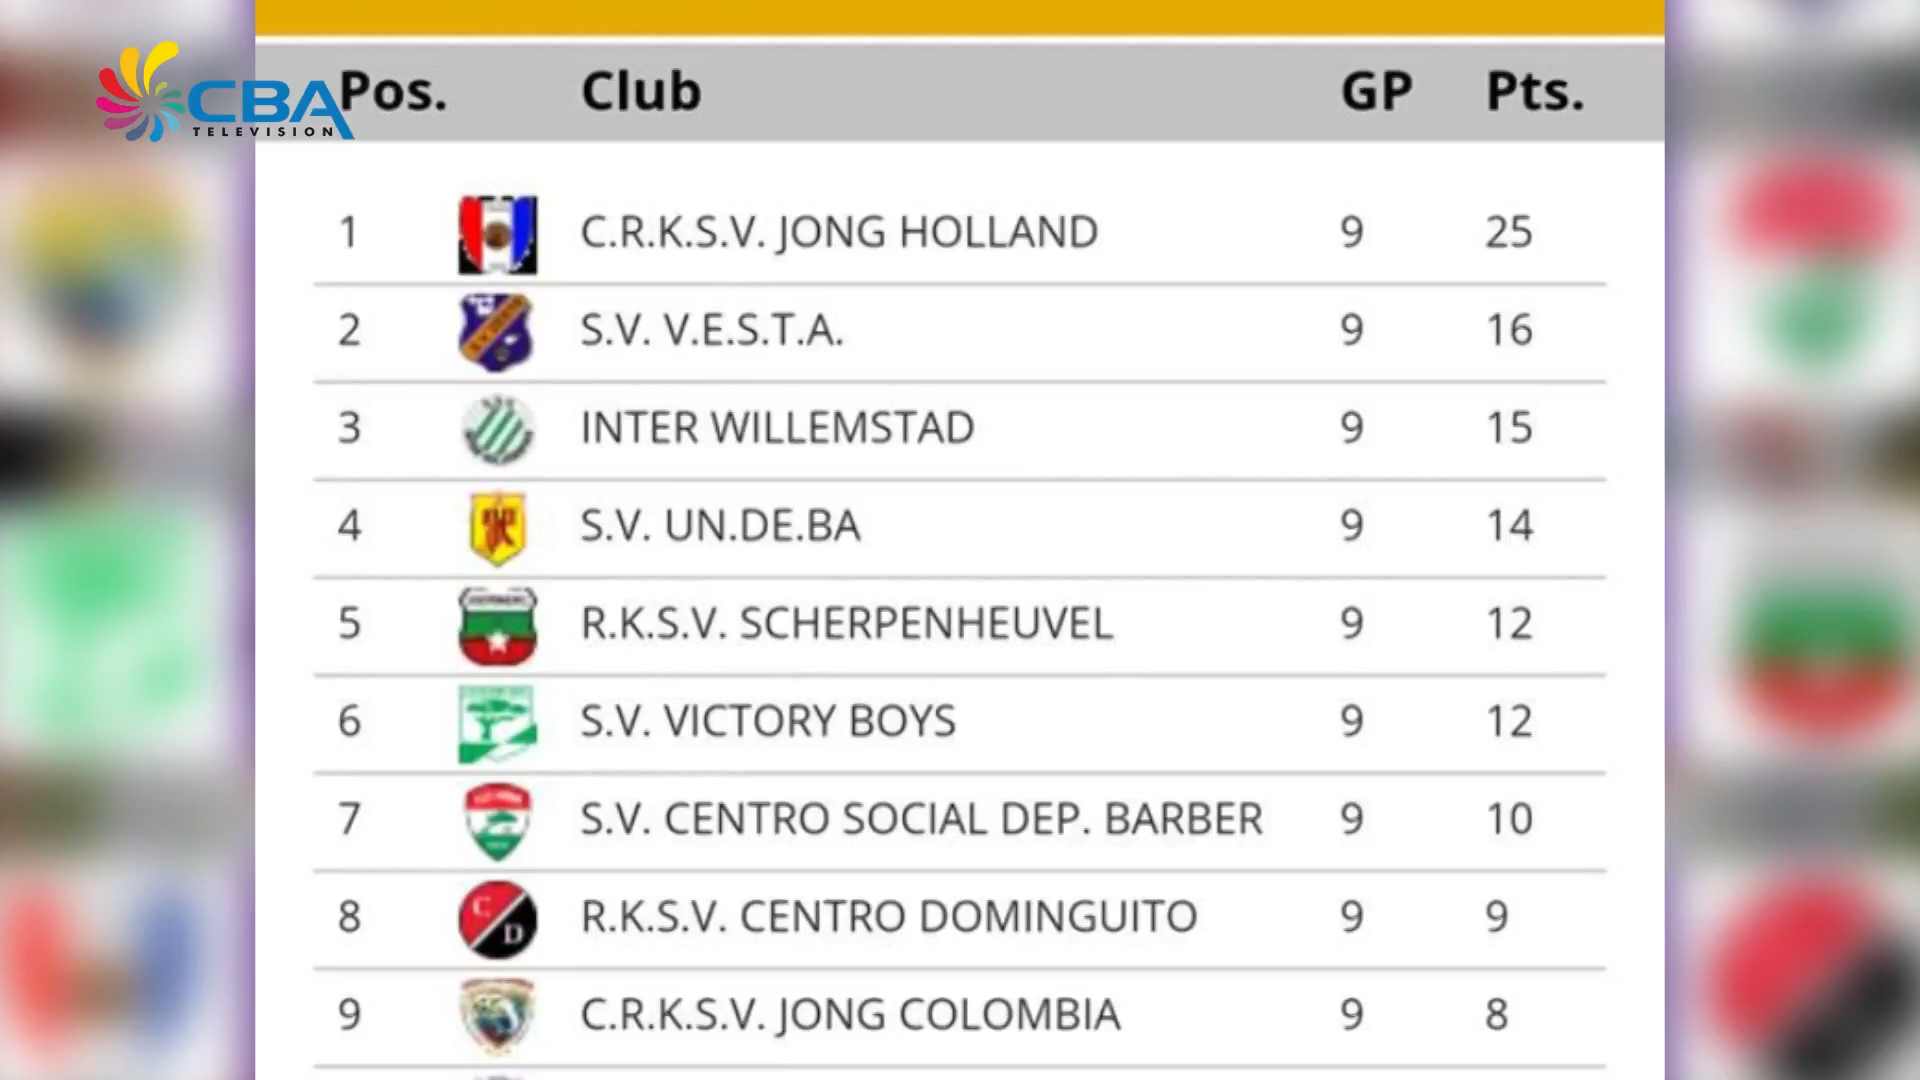 CBA
TELEVISION
Pos. Club GP Pts.
1 C.R.K.S.V. JONG HOLLAND 9 25
2 S.V. V.E.S.T.A. 9 16
3 INTER WILLEMSTAD 9 15
4 S.V. UN.DE.BA 9 14
5 R.K.S.V. SCHERPENHEUVEL 9 12
6 S.V. VICTORY BOYS 9 12
7 S.V. CENTRO SOCIAL DEP. BARBER 9 10
8 C D R.K.S.V. CENTRO DOMINGUITO 9 9
9 C.R.K.S.V. JONG COLOMBIA 9 8